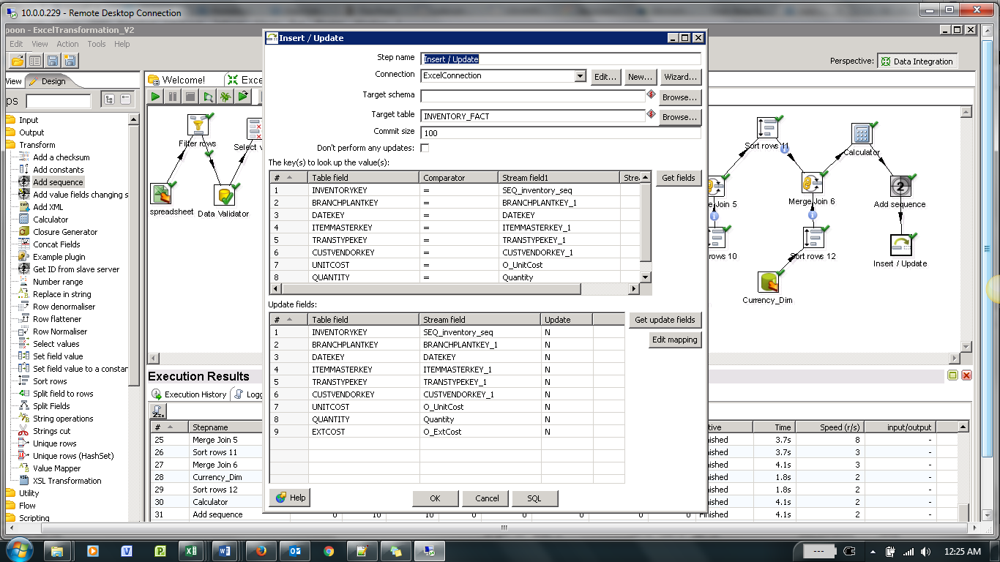 10.0.0.229 - Remote Desktop Connection
poon - ExcelTransformation_V2
Edit View Action Tools Help
Perspective: Data Integration
View Design
Welcome! Exce
ps
Input
Output
Transform
Add a checksum
Add constants
Add sequence
Add value fields changing s
Add XML
Calculator
Closure Generator
Concat Fields
Example plugin
Get ID from slave server
Number range
Replace in string
Row denormaliser
Row flattener
Row Normaliser
Select values
Set field value
Set field value to a constar
Sort rows
Split field to rows
Split Fields
String operations
Strings cut
Unique rows
Unique rows (HashSet)
Value Mapper
XSL Transformation
Utility
Flow
Scripting
Filter rows
Select v
spreadsheet
Data Validator
Insert / Update
Step name Insert / Update
Connection ExcelConnection Edit... New... Wizard...
Target schema Browse...
Target table INVENTORY_FACT Browse...
Commit size 100
Don't perform any updates:
The key(s) to look up the value(s):
# Table field Comparator Stream field1 Stre
Get fields
1 INVENTORYKEY = SEQ_inventory_seq
2 BRANCHPLANTKEY = BRANCHPLANTKEY_1
3 DATEKEY = DATEKEY
4 ITEMMASTERKEY = ITEMMASTERKEY_1
5 TRANSTYPEKEY = TRANSTYPEKEY_1
6 CUSTVENDORKEY = CUSTVENDORKEY_1
7 UNITCOST = O_UnitCost
8 QUANTITY = Quantity
Update fields:
# Table field Stream field Update
Get update fields
Edit mapping
1 INVENTORYKEY SEQ_inventory_seq N
2 BRANCHPLANTKEY BRANCHPLANTKEY_1 N
3 DATEKEY DATEKEY N
4 ITEMMASTERKEY ITEMMASTERKEY_1 N
5 TRANSTYPEKEY TRANSTYPEKEY_1 N
6 CUSTVENDORKEY CUSTVENDORKEY_1 N
7 UNITCOST O_UnitCost N
8 QUANTITY Quantity N
9 EXTCOST O_ExtCost N
Help OK Cancel SQL
Sort rows 11
Calculator
Join 5
Merge Join 6
Add sequence
2
rows 10
Sort rows 12
Insert / Update
Currency_Dim
Execution Results
Execution History Logg
# Stepname tive Time Speed (r/s) input/output
25 Merge Join 5 nished 3.7s 8 -
26 Sort rows 11 nished 3.7s 3 -
27 Merge Join 6 nished 4.1s 3 -
28 Currency_Dim nished 1.8s 2 -
29 Sort rows 12 nished 1.8s 2 -
30 Calculator nished 4.1s 2 -
31 Add sequence 0 10 10 0 0 0 0 nished 4.1s 2 -
12:25 AM